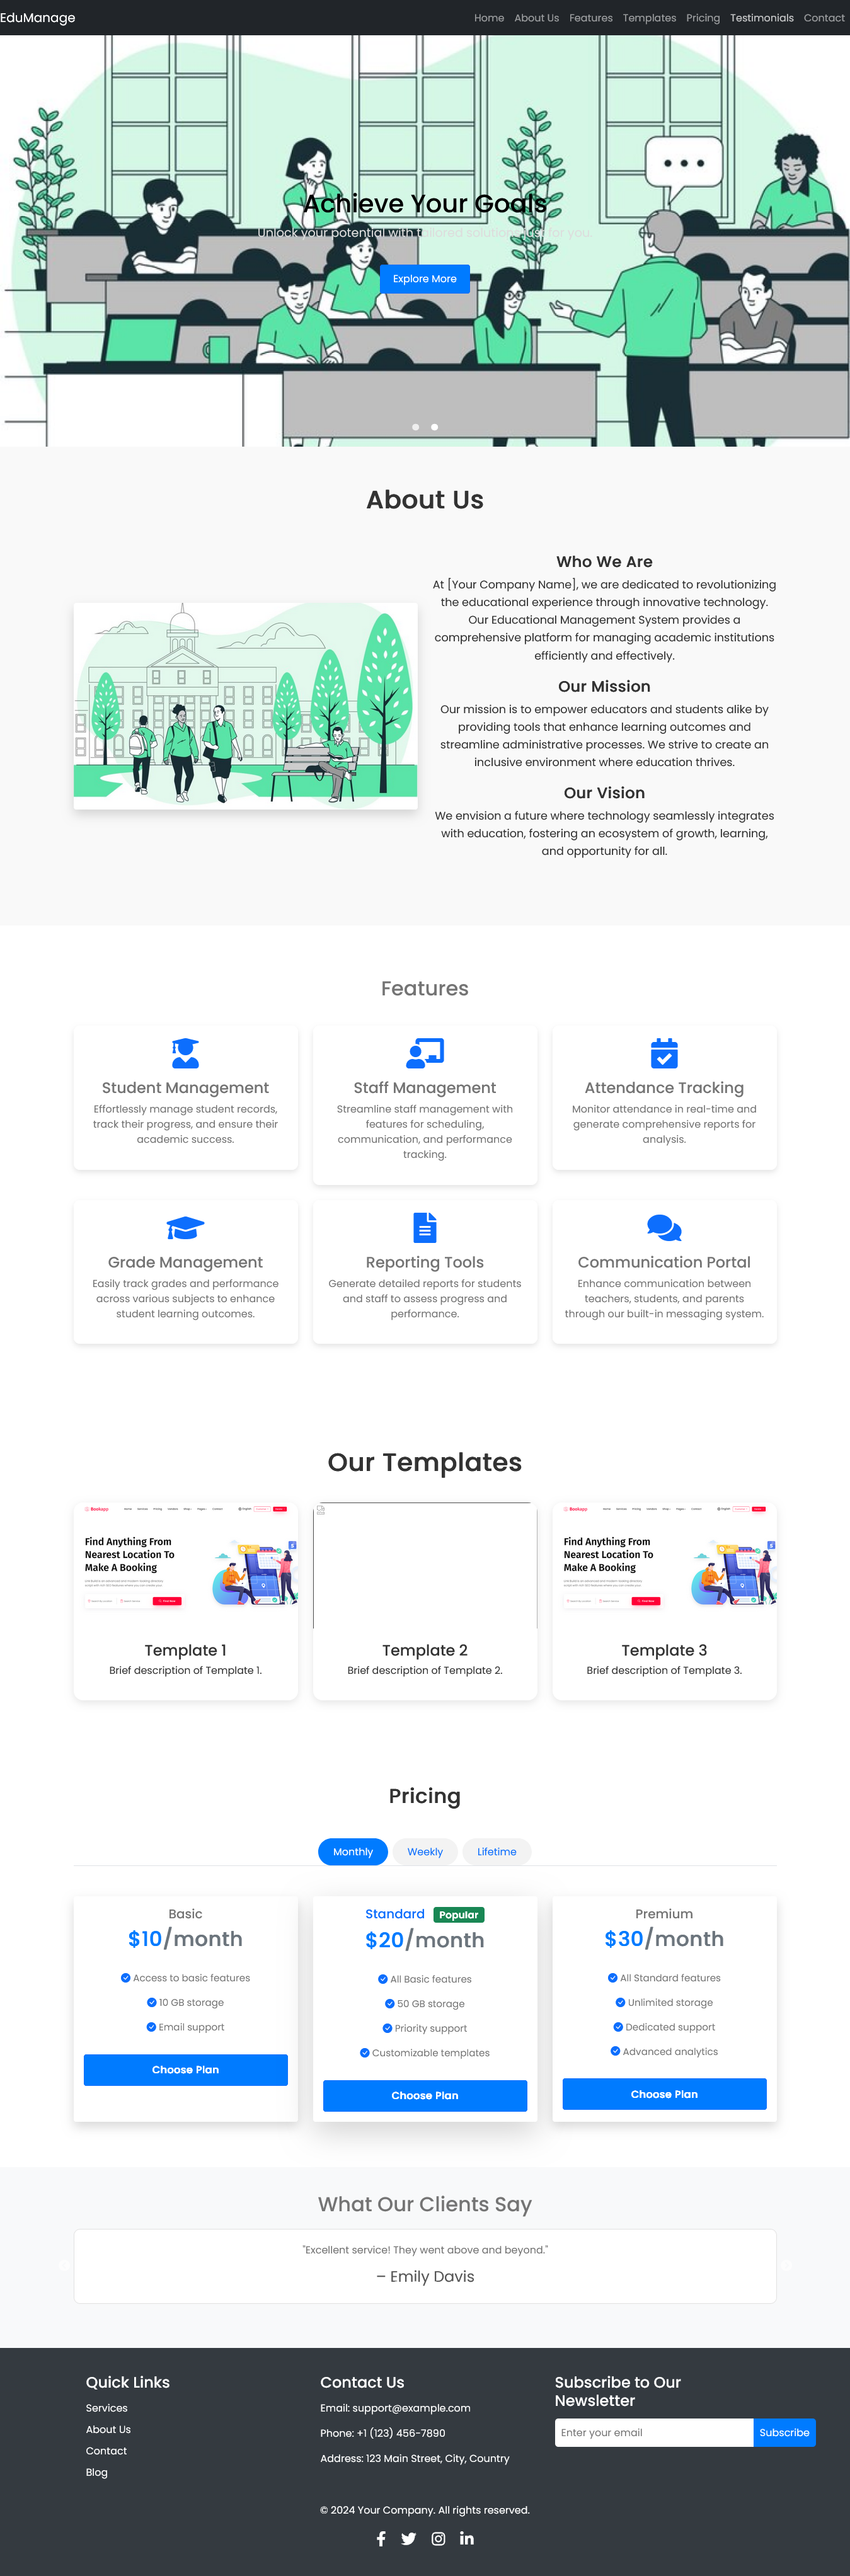 EduManage
Home About Us Features Templates Pricing Testimonials Contact
Achieve Your Goals
Unlock your potential with tailored solutions just for you.
Explore More
About Us
Who We Are
At [Your Company Name], we are dedicated to revolutionizing
the educational experience through innovative technology.
Our Educational Management System provides a
comprehensive platform for managing academic institutions
efficiently and effectively.
Our Mission
Our mission is to empower educators and students alike by
providing tools that enhance learning outcomes and
streamline administrative processes. We strive to create an
inclusive environment where education thrives.
Our Vision
We envision a future where technology seamlessly integrates
with education, fostering an ecosystem of growth, learning,
and opportunity for all.
Features
Student Management
Effortlessly manage student records,
track their progress, and ensure their
academic success.
Staff Management
Streamline staff management with
features for scheduling,
communication, and performance
tracking.
Attendance Tracking
Monitor attendance in real-time and
generate comprehensive reports for
analysis.
Grade Management
Easily track grades and performance
across various subjects to enhance
student learning outcomes.
Reporting Tools
Generate detailed reports for students
and staff to assess progress and
performance.
Communication Portal
Enhance communication between
teachers, students, and parents
through our built-in messaging system.
Our Templates
Find Anything From
Nearest Location To
Make A Booking
Template 1
Brief description of Template 1.
Template 2
Brief description of Template 2.
Find Anything From
Nearest Location To
Make A Booking
Template 3
Brief description of Template 3.
Pricing
Monthly Weekly Lifetime
Basic
$10/month
Access to basic features
10 GB storage
Email support
Choose Plan
Standard Popular
$20/month
All Basic features
50 GB storage
Priority support
Customizable templates
Choose Plan
Premium
$30/month
All Standard features
Unlimited storage
Dedicated support
Advanced analytics
Choose Plan
What Our Clients Say
"Excellent service! They went above and beyond."
– Emily Davis
Quick Links
Services
About Us
Contact
Blog
Contact Us
Email: support@example.com
Phone: +1 (123) 456-7890
Address: 123 Main Street, City, Country
Subscribe to Our
Newsletter
Enter your email Subscribe
© 2024 Your Company. All rights reserved.